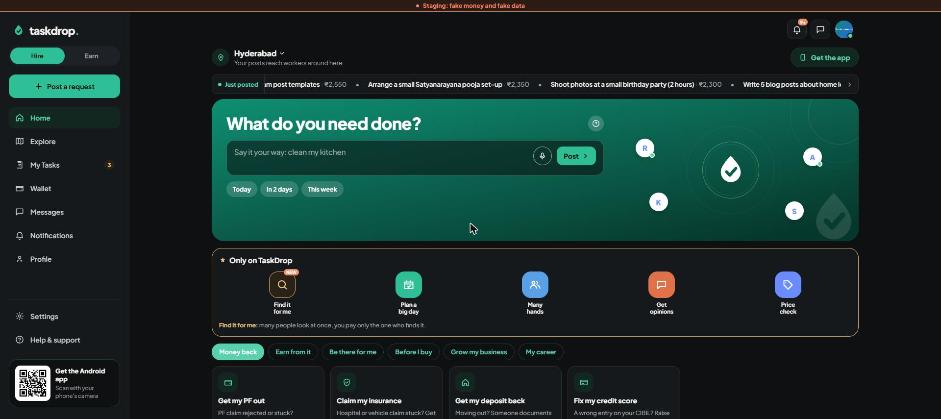 Staging: fake money and fake data
taskdrop.
Hire
Earn
+ Post a request
Home
Explore
My Tasks
3
Wallet
Messages
Notifications
Profile
Settings
Help & support
Get the Android app
Scan with your phone's camera
9+
Hyderabad
Your posts reach workers around here
Get the app
Just posted
um post templates · ₹2,550 • Arrange a small Satyanarayana pooja set-up · ₹2,350 • Shoot photos at a small birthday party (2 hours) · ₹2,300 • Write 5 blog posts about home
What do you need done?
Say it your way: clean my kitchen
Post
Today
In 2 days
This week
R
A
K
S
Only on TaskDrop
NEW
Find it for me
Plan a big day
Many hands
Get opinions
Price check
Find it for me: many people look at once, you pay only the one who finds it.
Money back
Earn from it
Be there for me
Before I buy
Grow my business
My career
Get my PF out
PF claim rejected or stuck?
Claim my insurance
Hospital or vehicle claim stuck? Get
Get my deposit back
Moving out? Someone documents
Fix my credit score
A wrong entry on your CIBIL? Raise